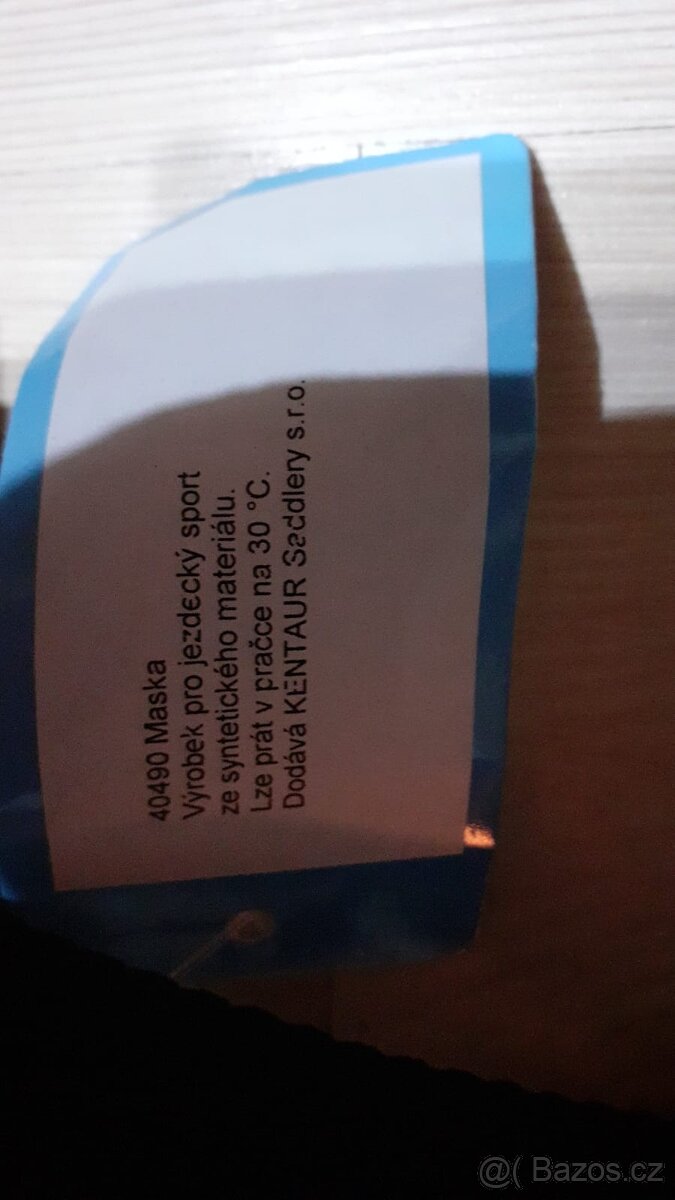 40490 Maska
Výrobek pro jezdecký sport
ze syntetického materiálu.
Lze prát v pračce na 30 °C.
Dodává KENTAUR Saddlery s.r.o.
@( Bazos.cz